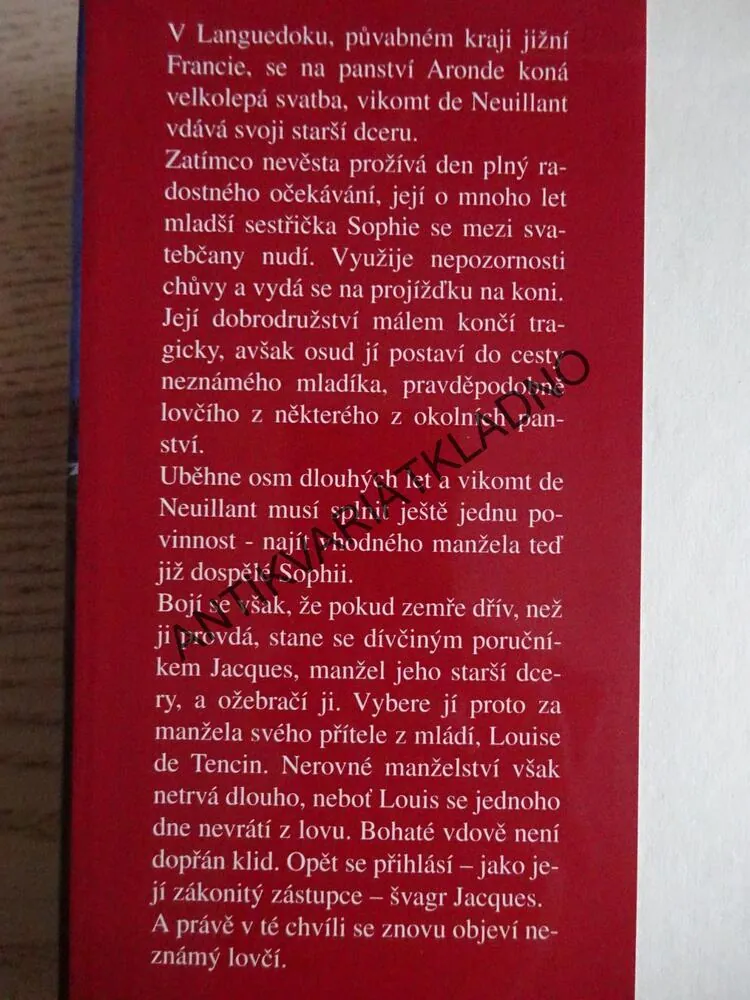 V Languedoku, půvabném kraji jižní
Francie, se na panství Aronde koná
velkolepá svatba, vikomt de Neuillant
vdává svoji starší dceru.
Zatímco nevěsta prožívá den plný ra-
dostného očekávání, její o mnoho let
mladší sestřička Sophie se mezi sva-
tebčany nudí. Využije nepozornosti
chůvy a vydá se na projížďku na koni.
Její dobrodružství málem končí tra-
gicky, avšak osud jí postaví do cesty
neznámého mladíka, pravděpodobně
lovčího z některého z okolních pan-
ství.
Uběhne osm dlouhých let a vikomt de
Neuillant musí splnit ještě jednu po-
vinnost - najít vhodného manžela teď
již dospělé Sophii.
Bojí se však, že pokud zemře dřív, než
ji provdá, stane se dívčiným poruční-
kem Jacques, manžel jeho starší dce-
ry, a ožebračí ji. Vybere jí proto za
manžela svého přítele z mládí, Louise
de Tencin. Nerovné manželství však
netrvá dlouho, neboť Louis se jednoho
dne nevrátí z lovu. Bohaté vdově není
dopřán klid. Opět se přihlásí – jako je-
jí zákonitý zástupce – švagr Jacques.
A právě v té chvíli se znovu objeví ne-
známý lovčí.
ANTIKVARIATKLADNO